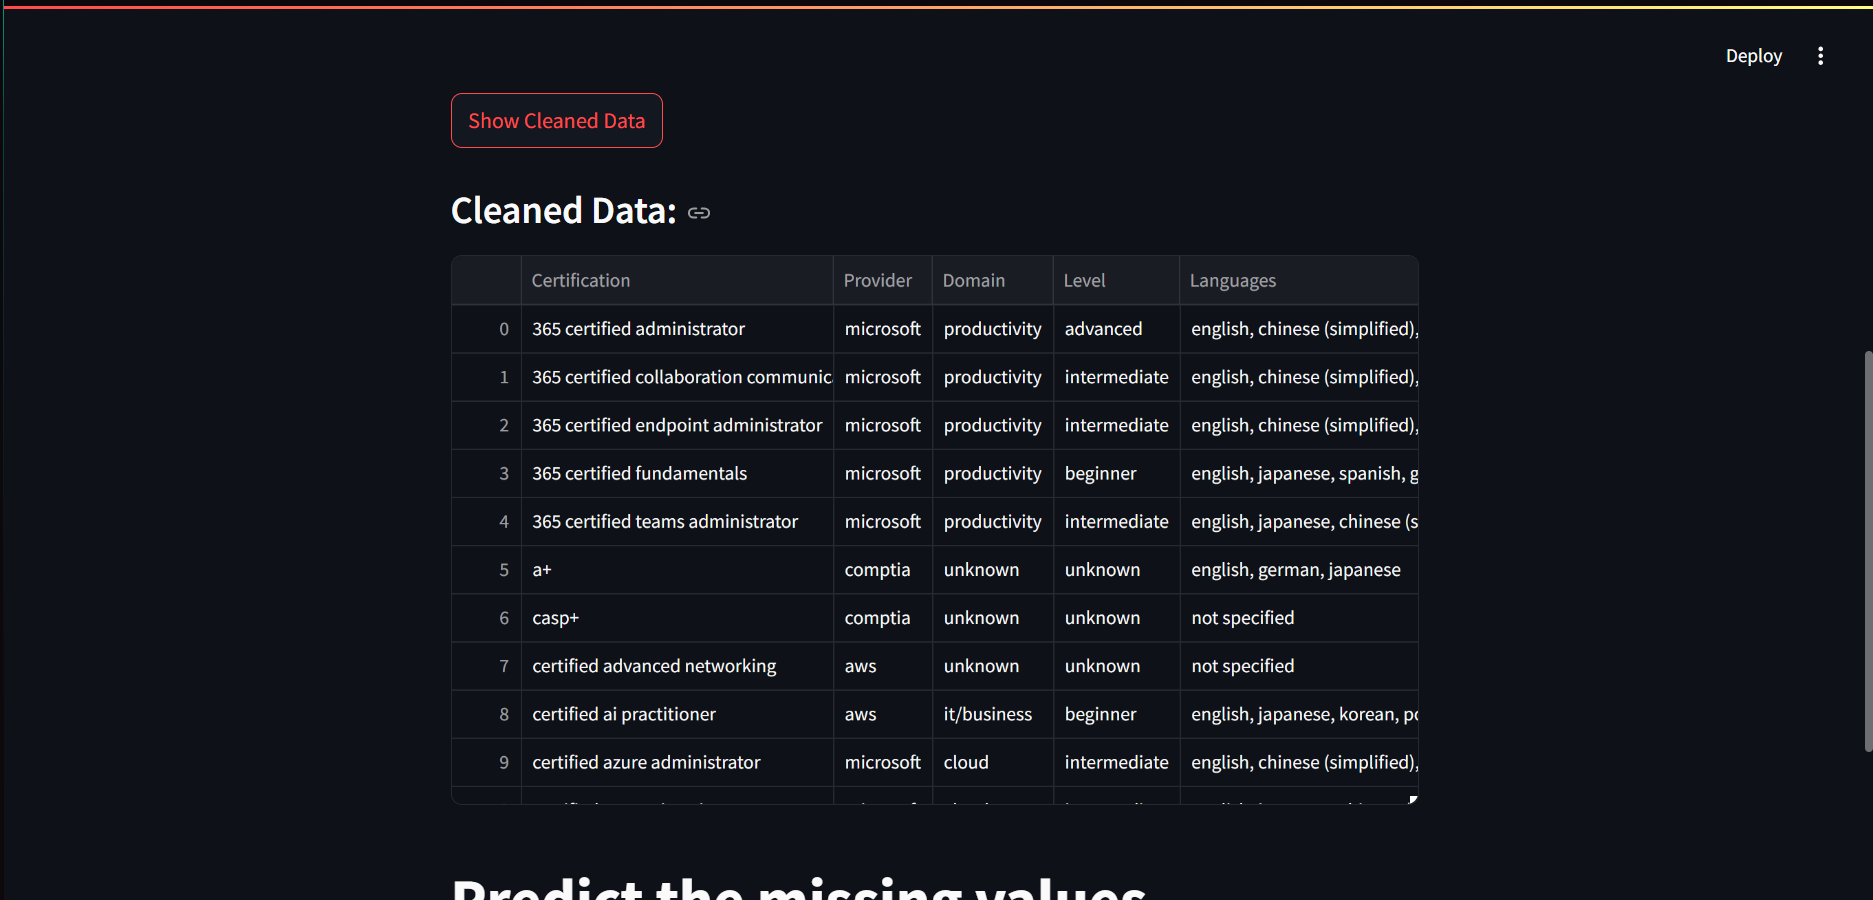 Deploy
Show Cleaned Data
Cleaned Data:
Certification Provider Domain Level Languages
0 365 certified administrator microsoft productivity advanced english, chinese (simplified),
1 365 certified collaboration communic microsoft productivity intermediate english, chinese (simplified),
2 365 certified endpoint administrator microsoft productivity intermediate english, chinese (simplified),
3 365 certified fundamentals microsoft productivity beginner english, japanese, spanish, g
4 365 certified teams administrator microsoft productivity intermediate english, japanese, chinese (s
5 a+ comptia unknown unknown english, german, japanese
6 casp+ comptia unknown unknown not specified
7 certified advanced networking aws unknown unknown not specified
8 certified ai practitioner aws it/business beginner english, japanese, korean, po
9 certified azure administrator microsoft cloud intermediate english, chinese (simplified),
Predict the missing values